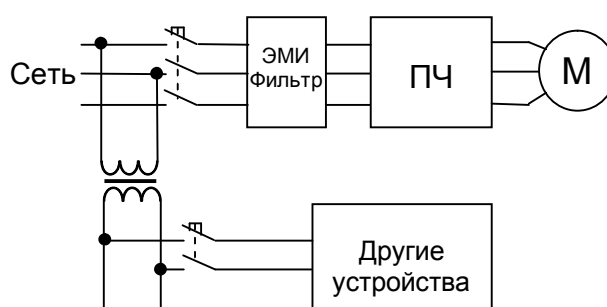 Сеть
ЭМИ
Фильтр
ПЧ
М
Другие
устройства